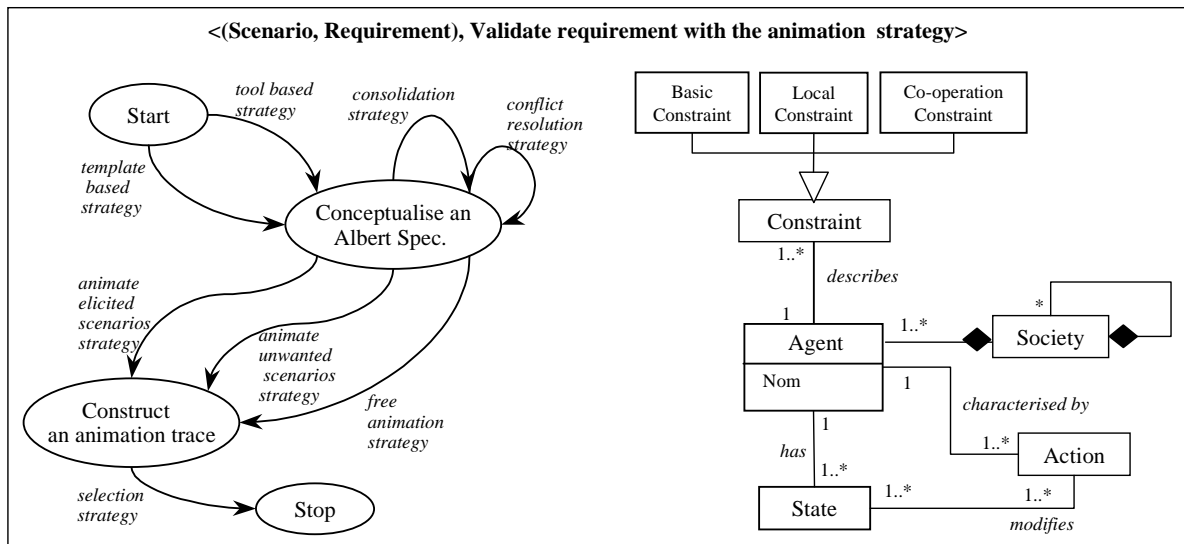 <(Scenario, Requirement), Validate requirement with the animation strategy>
Start
tool based
strategy
consolidation
strategy
conflict
resolution
strategy
template
based
strategy
Conceptualise an
Albert Spec.
animate
elicited
scenarios
strategy
animate
unwanted
scenarios
strategy
free
animation
strategy
Construct
an animation trace
selection
strategy
Stop
Basic
Constraint
Local
Constraint
Co-operation
Constraint
Constraint
1..*
describes
1
Agent
Nom
1..*
*
Society
1
characterised by
1..*
Action
1
has
1..*
State
1..*
1..*
modifies